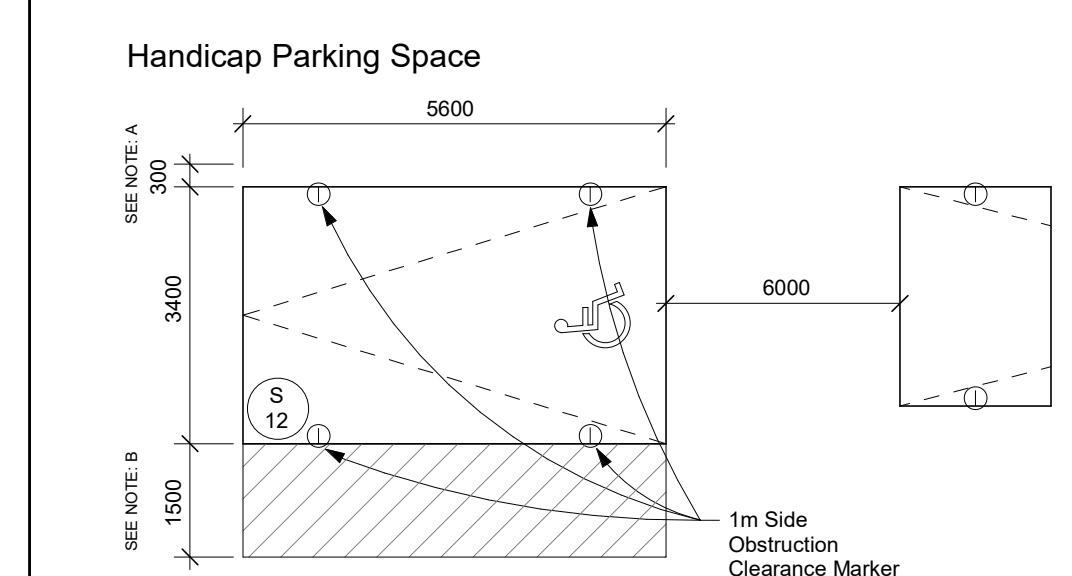 Handicap Parking Space
5600
SEE NOTE: A
300
3400
6000
S
12
SEE NOTE: B
1500
1m Side
Obstruction
Clearance Marker